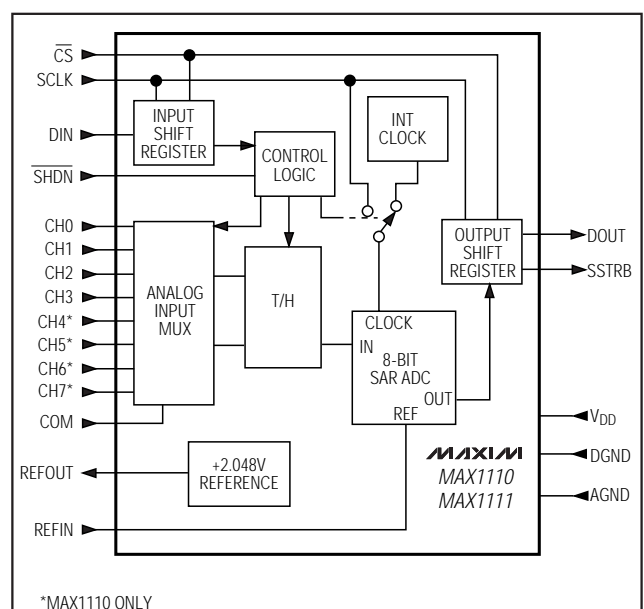 CS
SCLK
DIN
SHDN
CH0
CH1
CH2
CH3
CH4*
CH5*
CH6*
CH7*
COM
REFOUT
REFIN
INPUT
SHIFT
REGISTER
CONTROL
LOGIC
INT
CLOCK
ANALOG
INPUT
MUX
T/H
CLOCK
IN
8-BIT
SAR ADC
OUT
REF
OUTPUT
SHIFT
REGISTER
+2.048V
REFERENCE
MAXIM
MAX1110
MAX1111
DOUT
SSTRB
VDD
DGND
AGND
*MAX1110 ONLY